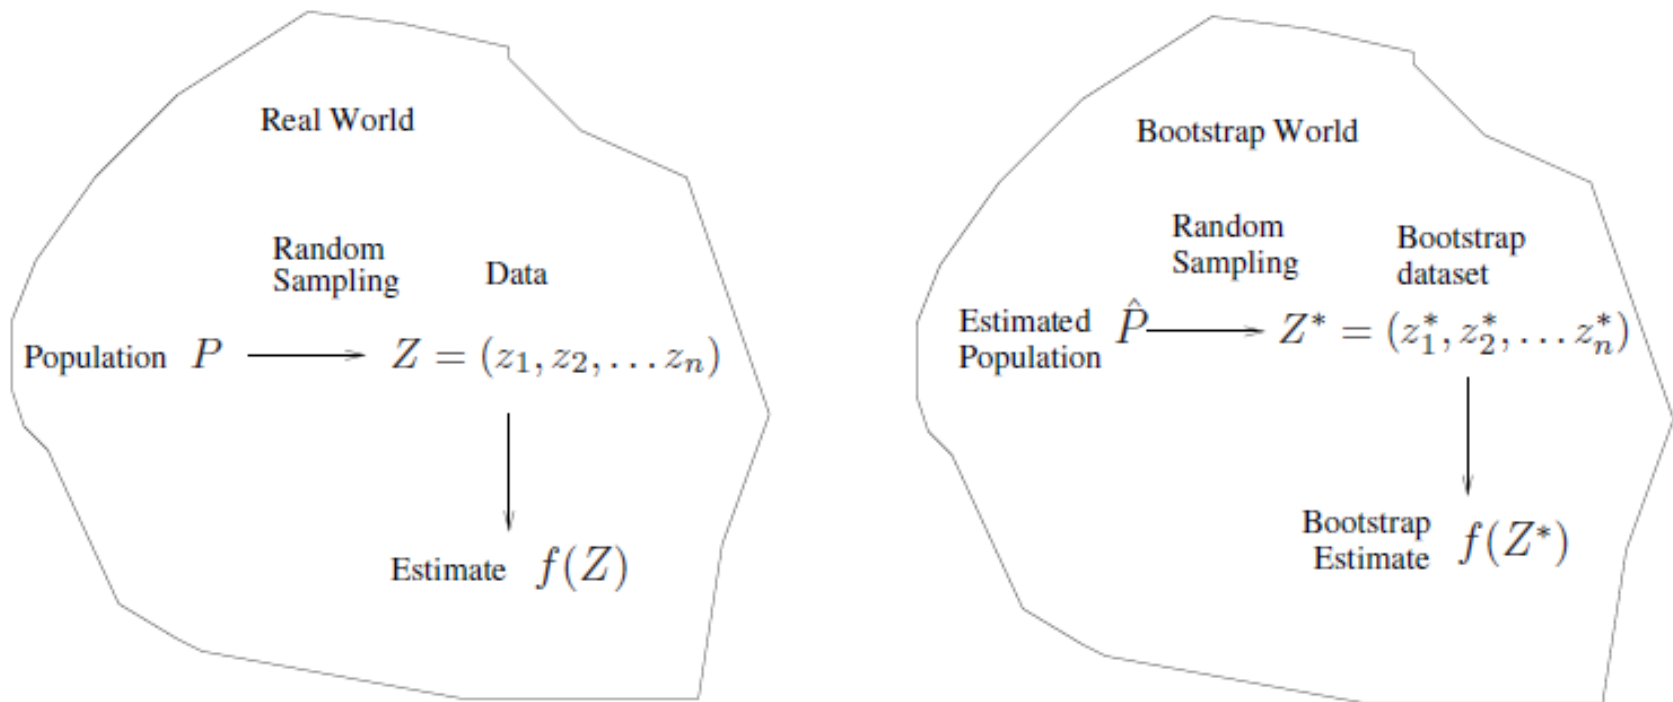 Real World
Random
Sampling
Data
Population P
Z = (z₁, z₂, . . . zₙ)
Estimate f(Z)
Bootstrap World
Random
Sampling
Bootstrap
dataset
Estimated
Population
P̂
Z* = (z₁*, z₂*, . . . zₙ*)
Bootstrap
Estimate
f(Z*)